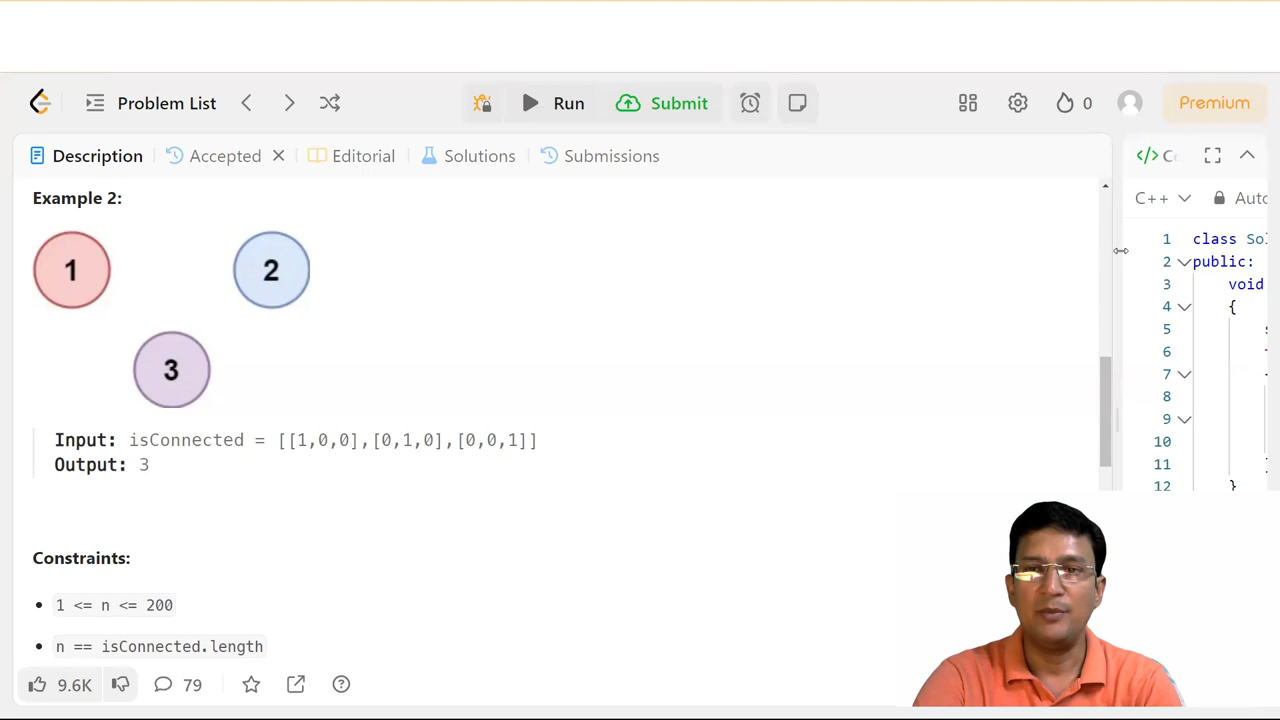 Problem List
Run
Submit
0
Premium
Description
Accepted
Editorial
Solutions
Submissions
</> C
C++
Auto
Example 2:
1
2
3
Input: isConnected = [[1,0,0],[0,1,0],[0,0,1]]
Output: 3
Constraints:
1 <= n <= 200
n == isConnected.length
9.6K
79
1 class Sol
2 public:
3 void
4 {
5
6
7
8
9
10
11
12 }